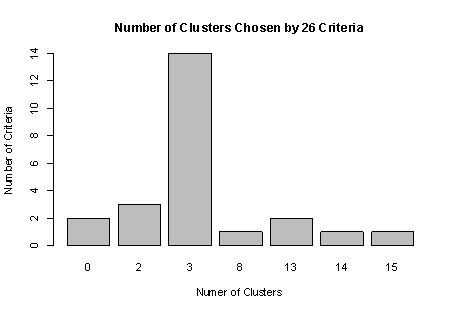 Number of Clusters Chosen by 26 Criteria
Number of Criteria
14
12
10
8
6
4
2
0
0 2 3 8 13 14 15
Numer of Clusters